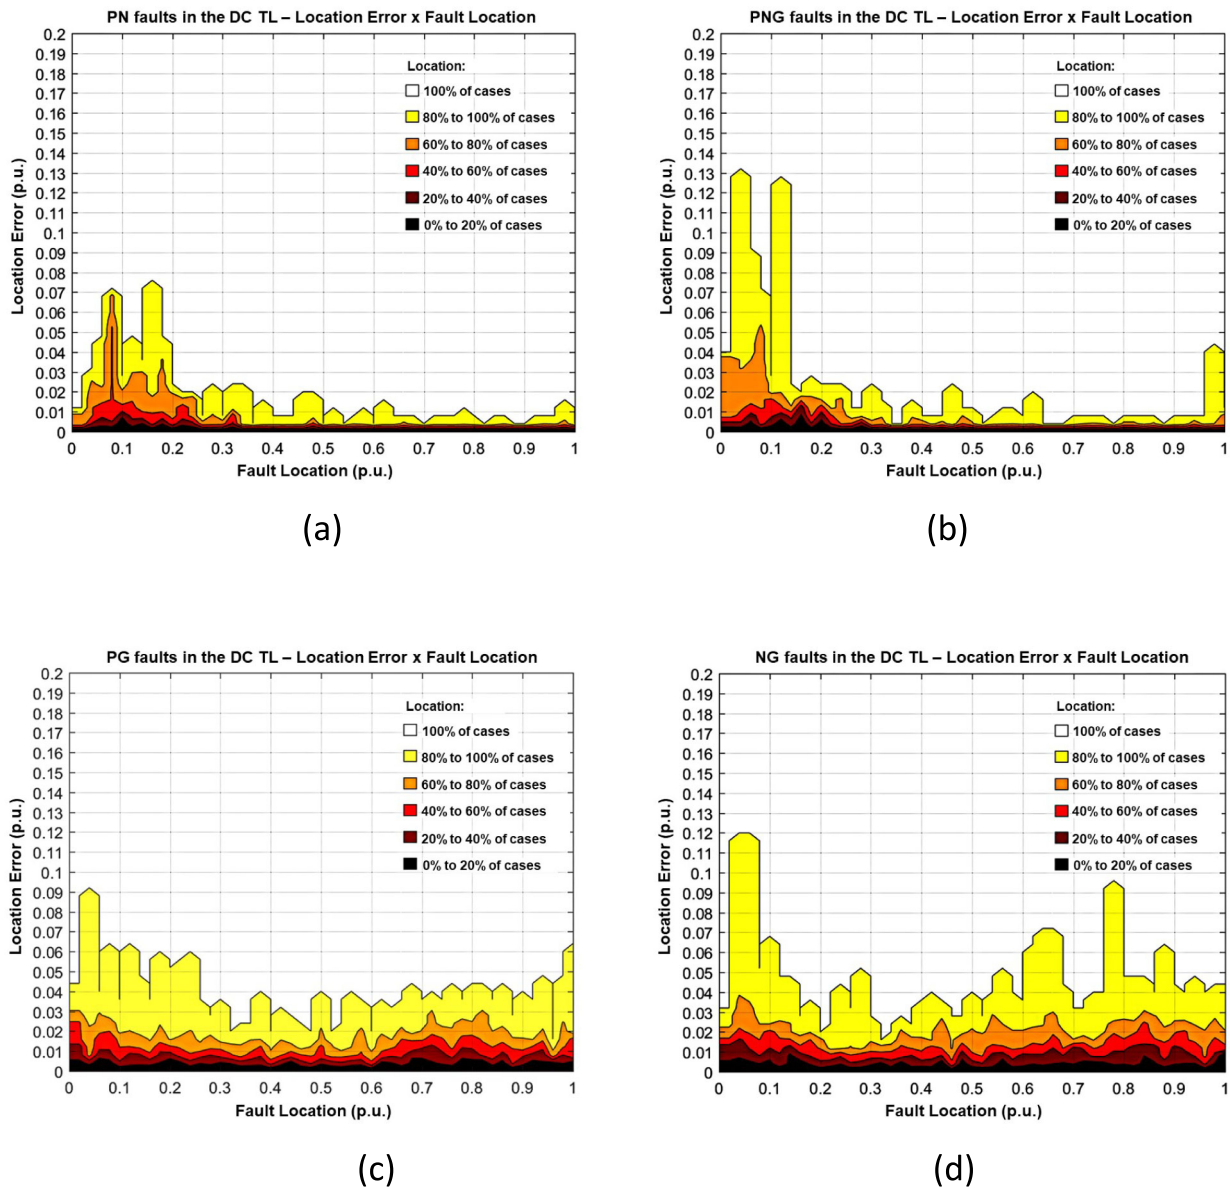 PN faults in the DC TL – Location Error x Fault Location
0.2
0.19
0.18
0.17
0.16
0.15
0.14
0.13
0.12
0.11
0.1
0.09
0.08
0.07
0.06
0.05
0.04
0.03
0.02
0.01
0
Location Error (p.u.)
Location:
100% of cases
80% to 100% of cases
60% to 80% of cases
40% to 60% of cases
20% to 40% of cases
0% to 20% of cases
0 0.1 0.2 0.3 0.4 0.5 0.6 0.7 0.8 0.9 1
Fault Location (p.u.)
(a)
PNG faults in the DC TL – Location Error x Fault Location
0.2
0.19
0.18
0.17
0.16
0.15
0.14
0.13
0.12
0.11
0.1
0.09
0.08
0.07
0.06
0.05
0.04
0.03
0.02
0.01
0
Location Error (p.u.)
Location:
100% of cases
80% to 100% of cases
60% to 80% of cases
40% to 60% of cases
20% to 40% of cases
0% to 20% of cases
0 0.1 0.2 0.3 0.4 0.5 0.6 0.7 0.8 0.9 1
Fault Location (p.u.)
(b)
PG faults in the DC TL – Location Error x Fault Location
0.2
0.19
0.18
0.17
0.16
0.15
0.14
0.13
0.12
0.11
0.1
0.09
0.08
0.07
0.06
0.05
0.04
0.03
0.02
0.01
0
Location Error (p.u.)
Location:
100% of cases
80% to 100% of cases
60% to 80% of cases
40% to 60% of cases
20% to 40% of cases
0% to 20% of cases
0 0.1 0.2 0.3 0.4 0.5 0.6 0.7 0.8 0.9 1
Fault Location (p.u.)
(c)
NG faults in the DC TL – Location Error x Fault Location
0.2
0.19
0.18
0.17
0.16
0.15
0.14
0.13
0.12
0.11
0.1
0.09
0.08
0.07
0.06
0.05
0.04
0.03
0.02
0.01
0
Location Error (p.u.)
Location:
100% of cases
80% to 100% of cases
60% to 80% of cases
40% to 60% of cases
20% to 40% of cases
0% to 20% of cases
0 0.1 0.2 0.3 0.4 0.5 0.6 0.7 0.8 0.9 1
Fault Location (p.u.)
(d)